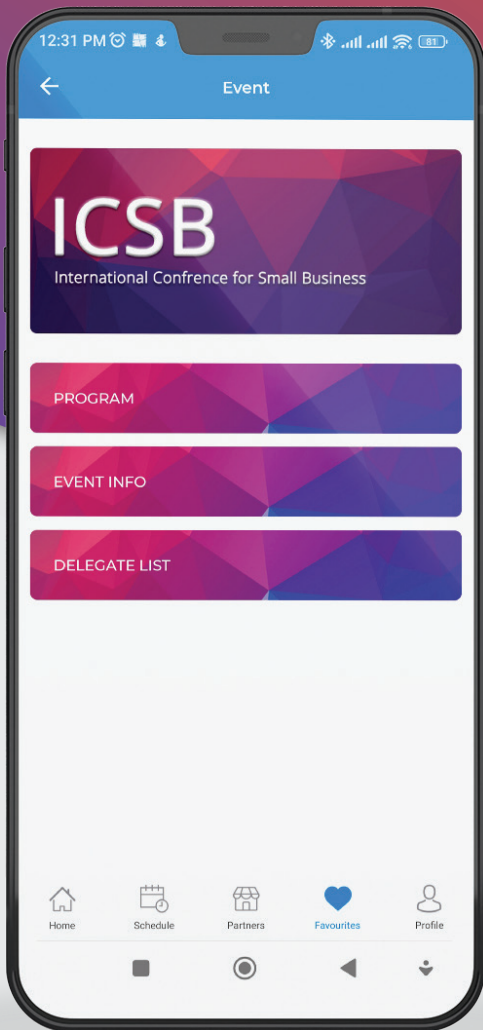 12:31 PM
81
Event
ICSB
International Confrence for Small Business
PROGRAM
EVENT INFO
DELEGATE LIST
Home
Schedule
Partners
Favourites
Profile